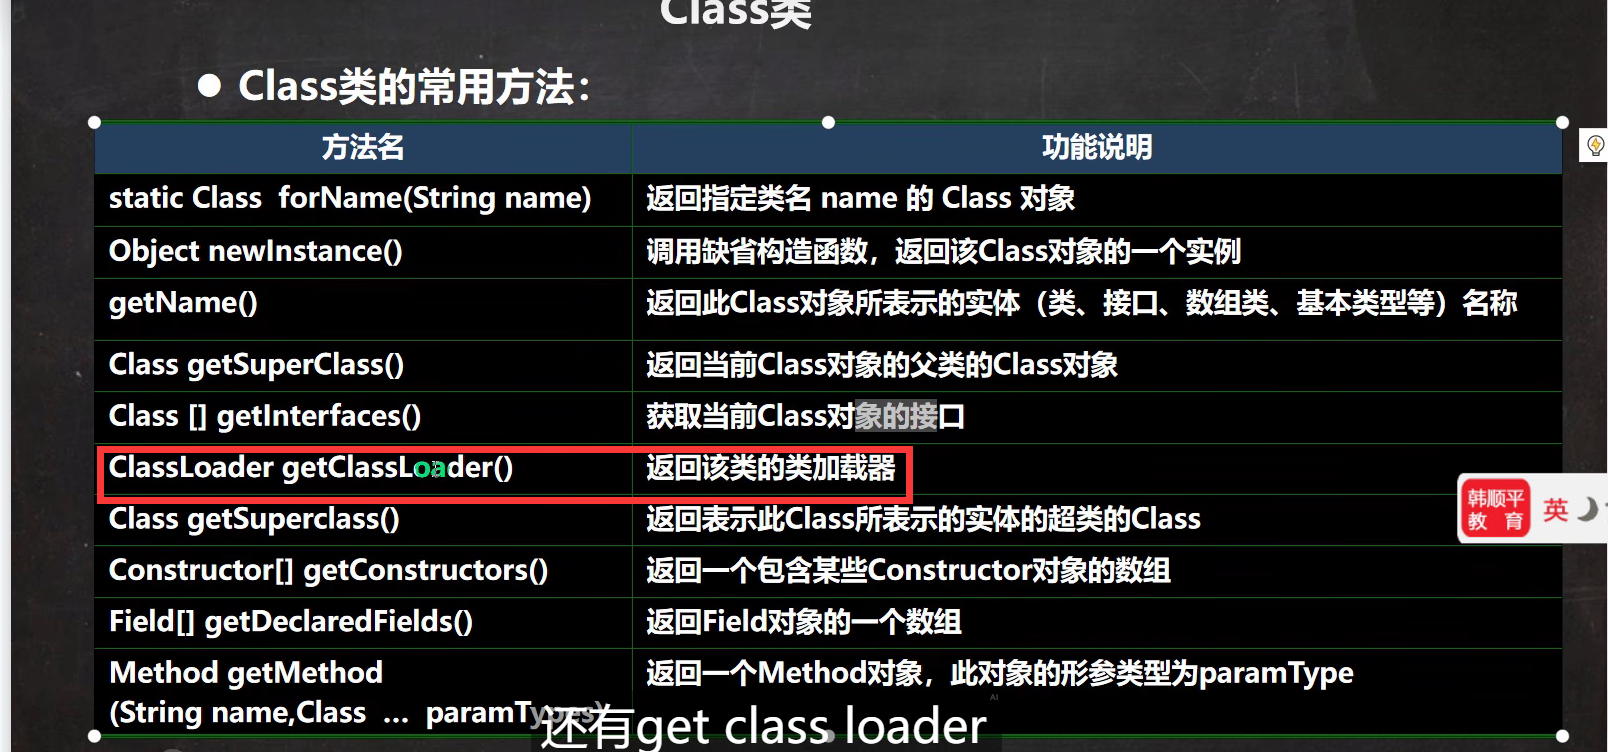 Class类
● Class类的常用方法：
方法名 功能说明
static Class forName(String name) 返回指定类名 name 的 Class 对象
Object newInstance() 调用缺省构造函数，返回该Class对象的一个实例
getName() 返回此Class对象所表示的实体（类、接口、数组类、基本类型等）名称
Class getSuperClass() 返回当前Class对象的父类的Class对象
Class [] getInterfaces() 获取当前Class对象的接口
ClassLoader getClassLoader() 返回该类的类加载器
Class getSuperclass() 返回表示此Class所表示的实体的超类的Class
韩顺平
教 育
英
Constructor[] getConstructors() 返回一个包含某些Constructor对象的数组
Field[] getDeclaredFields() 返回Field对象的一个数组
Method getMethod 返回一个Method对象，此对象的形参类型为paramType
(String name,Class … paramTypes)
AI
还有get class loader